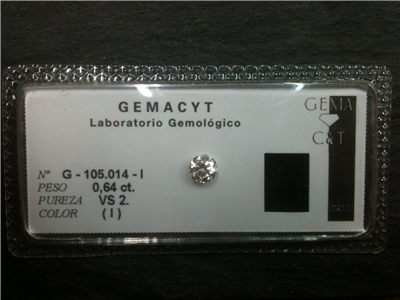 GEMACYT
Laboratorio Gemológico
GEMA
C&T
Nº G - 105.014 - I
PESO 0,64 ct.
PUREZA VS 2.
COLOR ( I )